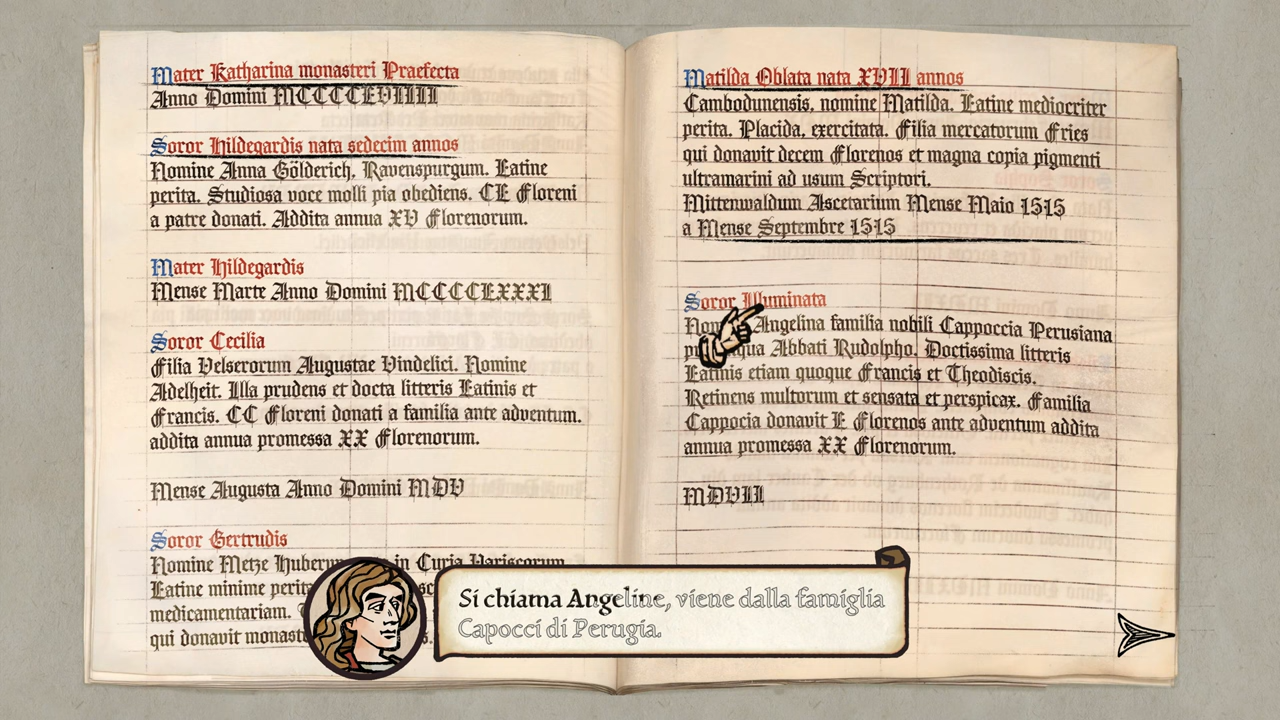 Mater Katharina monasteri Praefecta
Anno Domini MCCCCLVIIII
Soror Hildegardis nata sedecim annos
Nomine Anna Gölderich, Ravenspurgum. Latine
perita. Studiosa voce molli pia obediens. CL Floreni
a patre donati. Addita annua XV Florenorum.
Mater Hildegardis
Mense Marte Anno Domini MCCCCLXXXI
Soror Cecilia
Filia Velserorum Augustae Vindelici. Nomine
Adelheit. Illa prudens et docta litteris Latinis et
Francis. CC Floreni donati a familia ante adventum.
addita annua promessa XX Florenorum.
Mense Augusta Anno Domini MDV
Soror Gertrudis
Nomine Metze in Curia Variscorum
Latine minime
medicamentariam.
qui donavit
Matilda Oblata nata XVII annos
Cambodunensis, nomine Matilda. Latine mediocriter
perita. Placida, exercitata. Filia mercatorum Fries
qui donavit decem Florenos et magna copia pigmenti
ultramarini ad usum Scriptori.
Mittenwaldum Ascetarium Mense Maio 1515
a Mense Septembre 1515
Soror Illuminata
Angelina familia nobili Cappoccia Perusiana
Abbati Rudolpho. Doctissima litteris
Latinis etiam quoque Francis et Theodiscis.
Retinens multorum et sensata et perspicax. Familia
Cappocia donavit L Florenos ante adventum addita
annua promessa XX Florenorum.
MDVII
Si chiama Angeline, viene dalla famiglia
Capocci di Perugia.